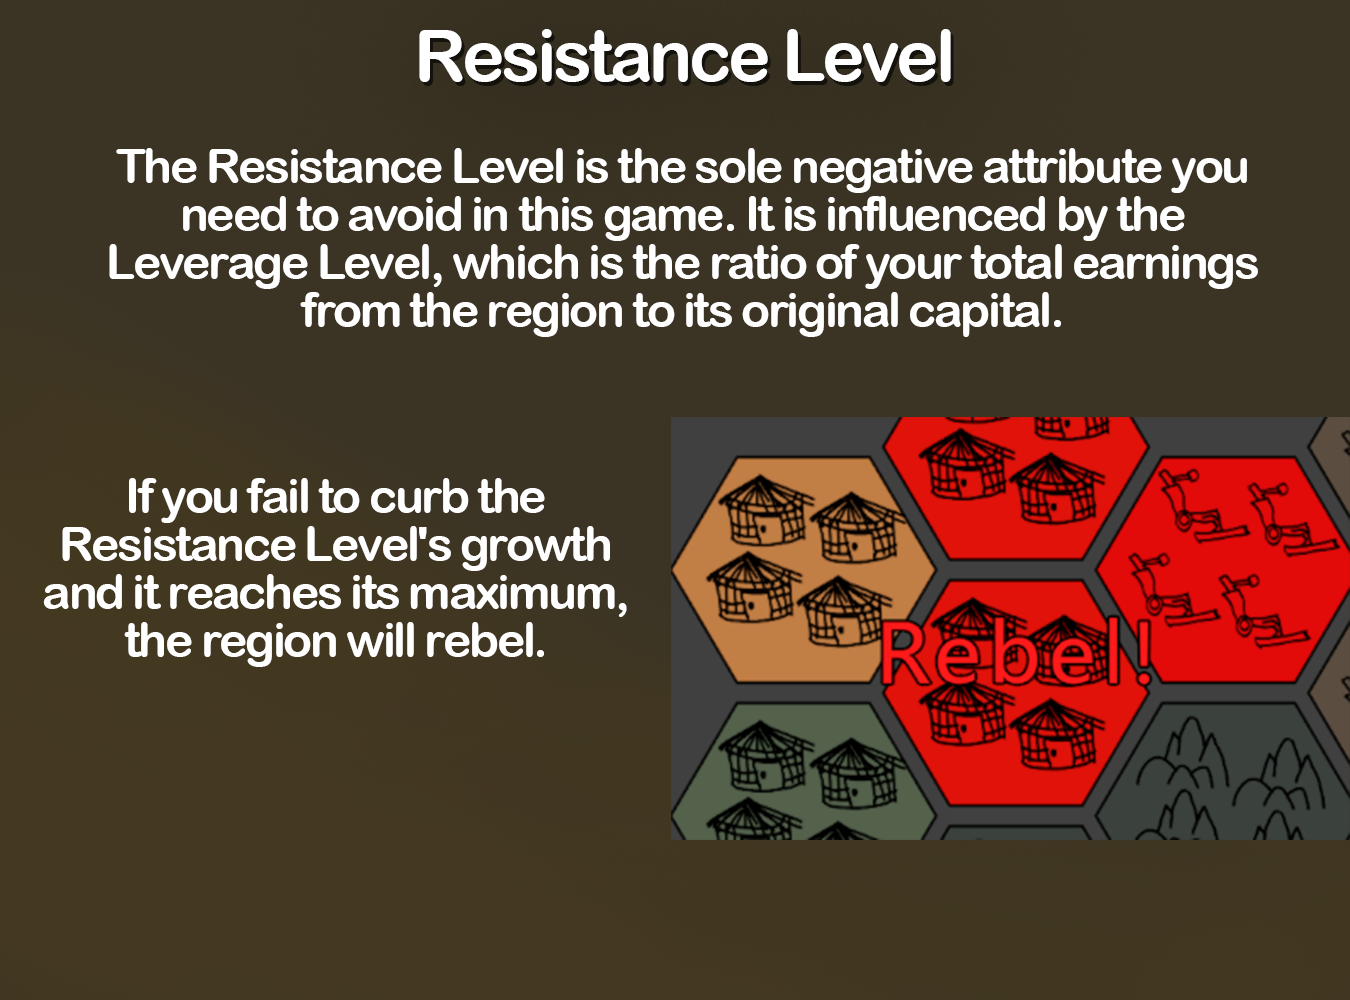 Resistance Level
The Resistance Level is the sole negative attribute you
need to avoid in this game. It is influenced by the
Leverage Level, which is the ratio of your total earnings
from the region to its original capital.
If you fail to curb the
Resistance Level's growth
and it reaches its maximum,
the region will rebel.
Rebel!